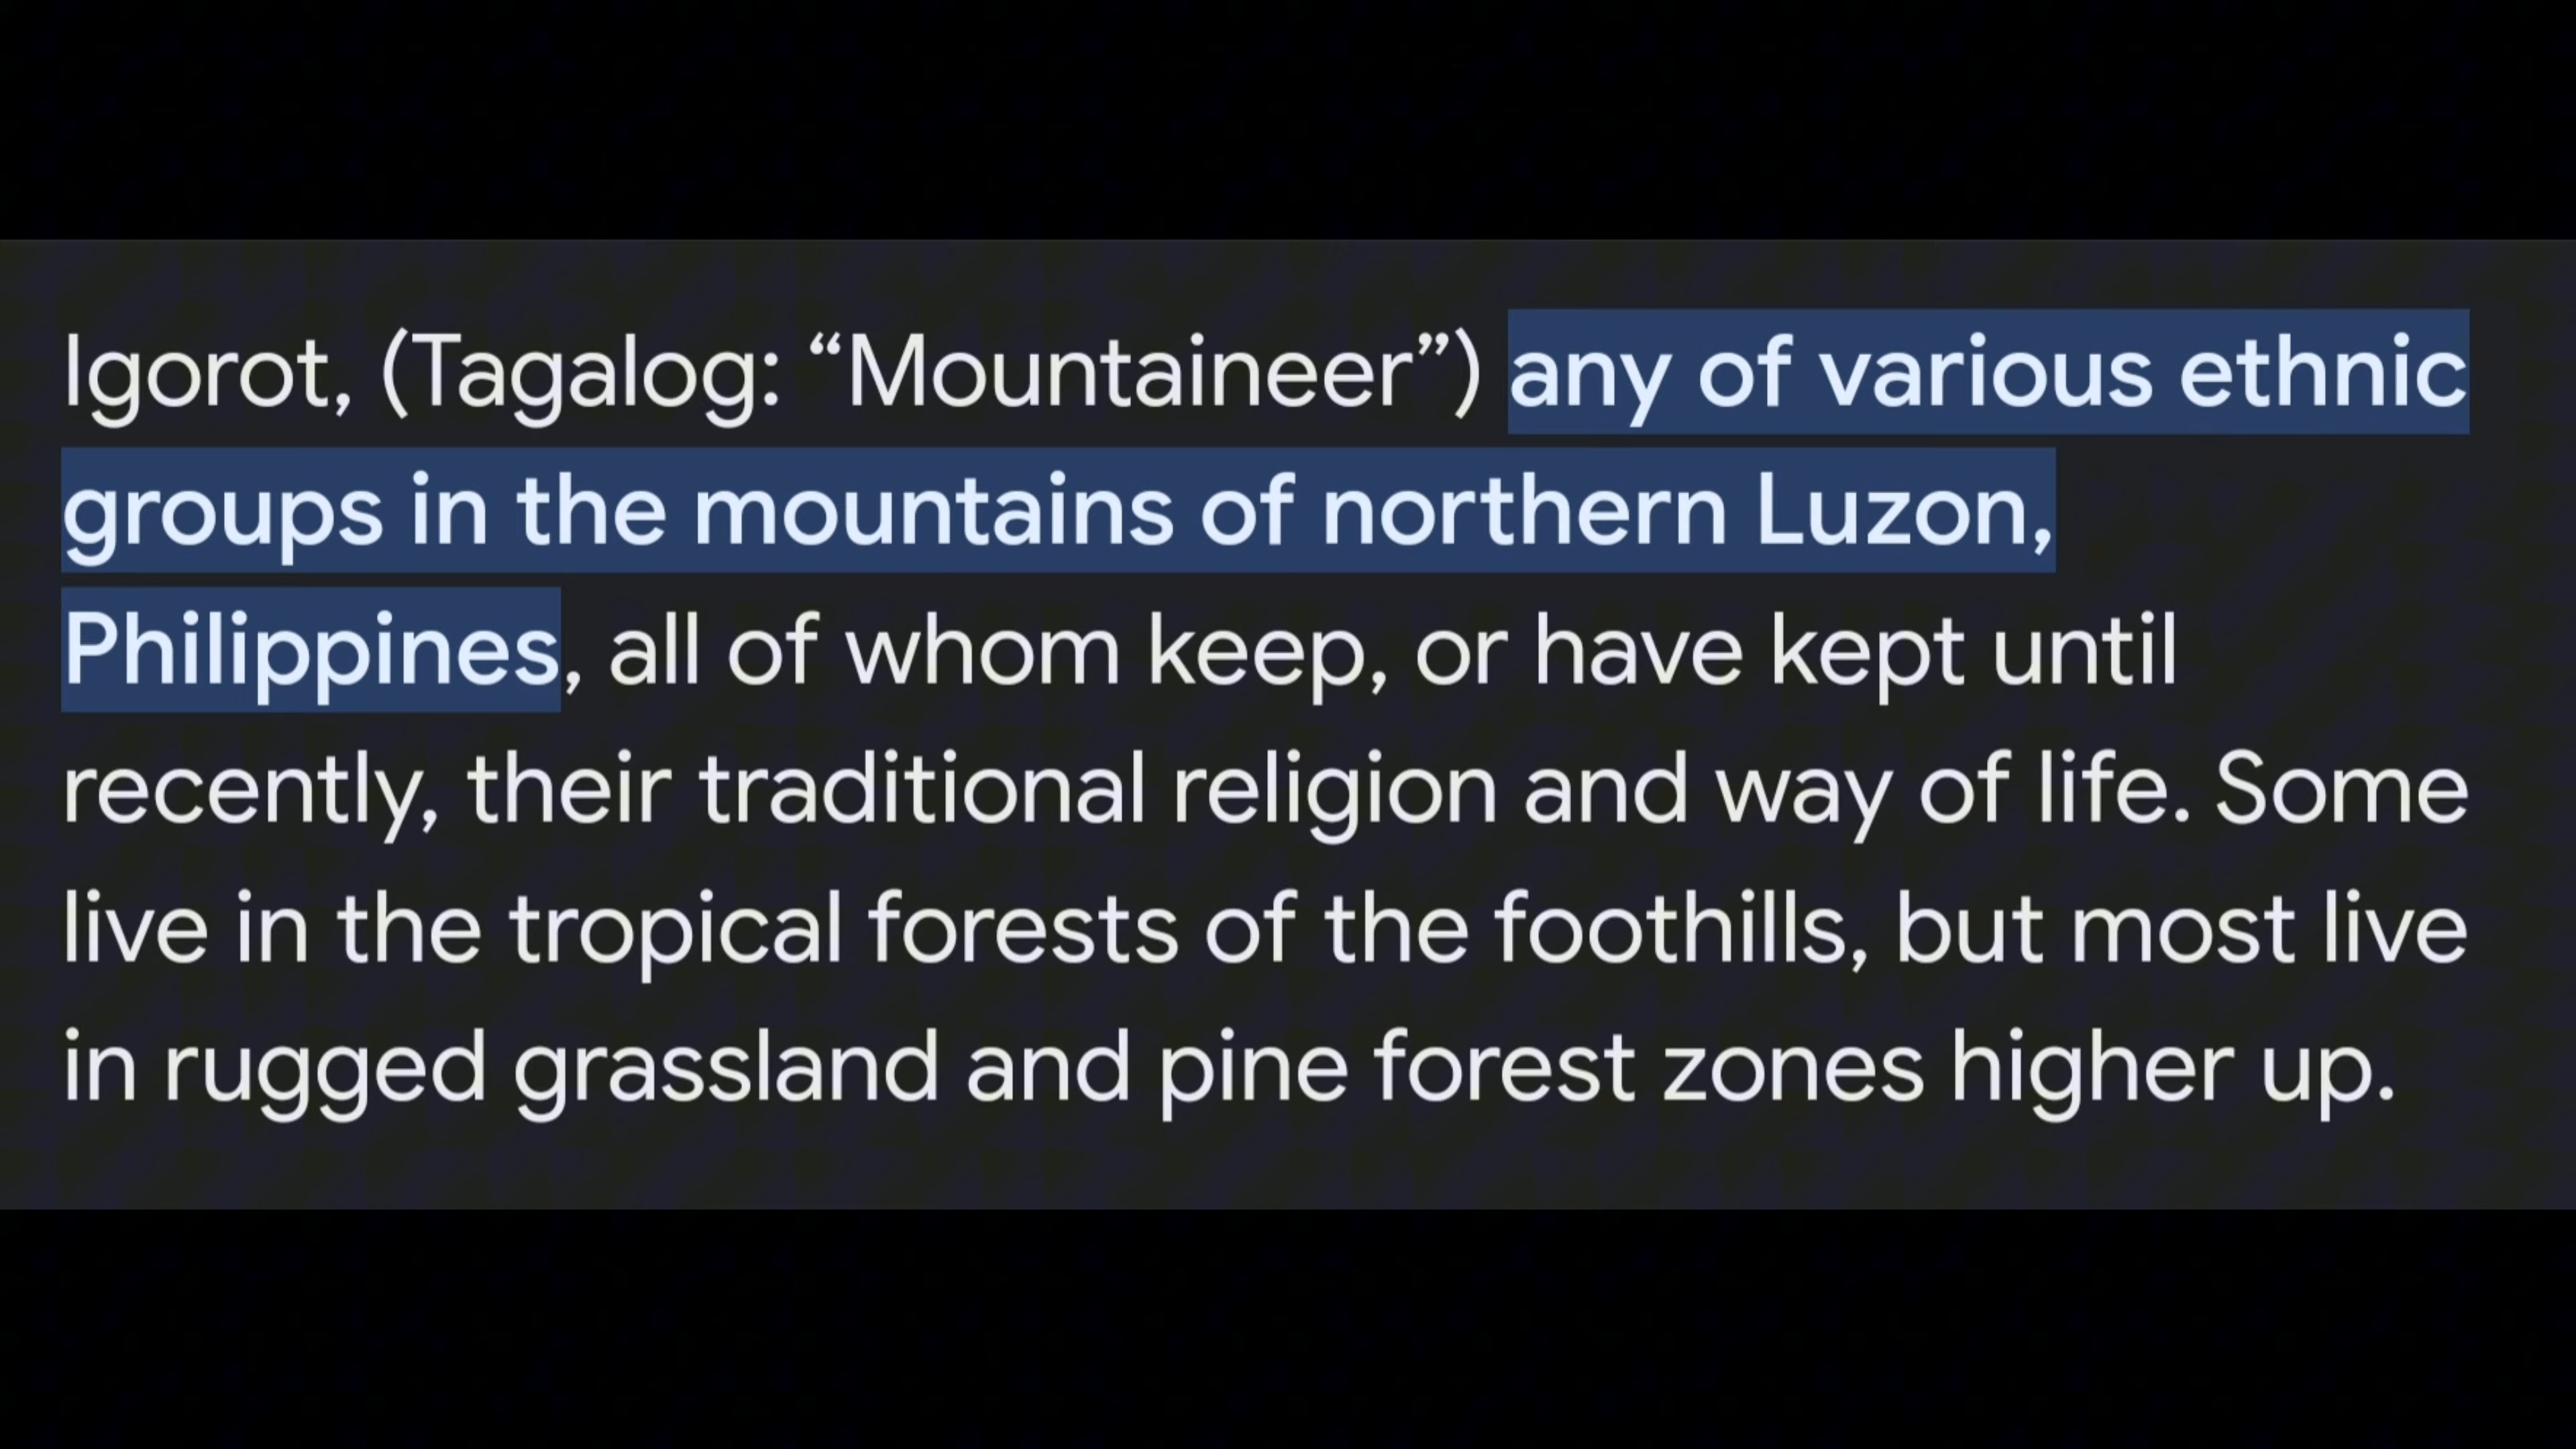 Igorot, (Tagalog: “Mountaineer”) any of various ethnic
groups in the mountains of northern Luzon,
Philippines, all of whom keep, or have kept until
recently, their traditional religion and way of life. Some
live in the tropical forests of the foothills, but most live
in rugged grassland and pine forest zones higher up.